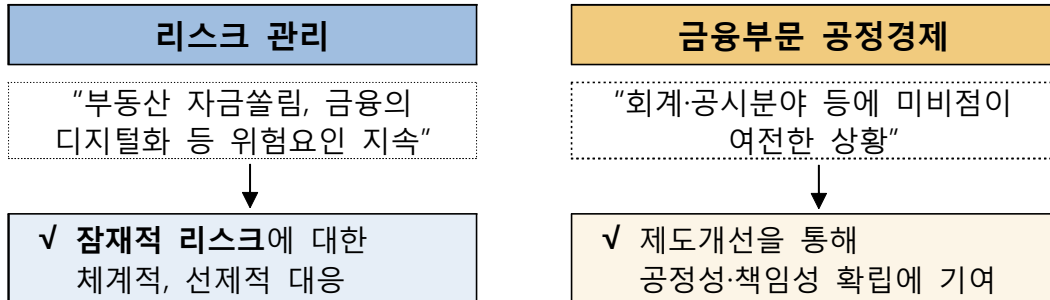 리스크 관리
"부동산 자금쏠림, 금융의
디지털화 등 위험요인 지속"
√ 잠재적 리스크에 대한
체계적, 선제적 대응
금융부문 공정경제
"회계·공시분야 등에 미비점이
여전한 상황"
√ 제도개선을 통해
공정성·책임성 확립에 기여